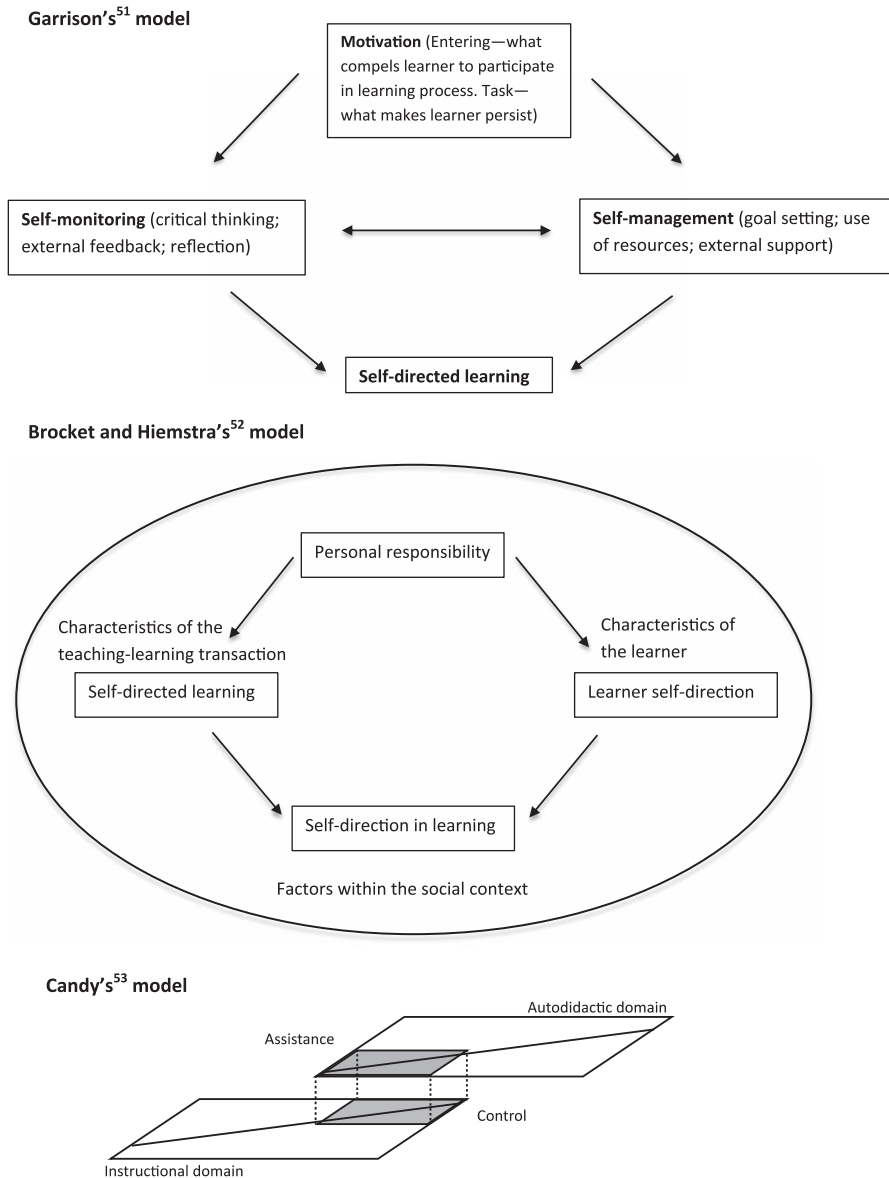 Garrison’s51 model
Motivation (Entering—what
compels learner to participate
in learning process. Task—
what makes learner persist)
Self-monitoring (critical thinking;
external feedback; reflection)
Self-management (goal setting; use
of resources; external support)
Self-directed learning
Brocket and Hiemstra’s52 model
Personal responsibility
Characteristics of the
teaching-learning transaction
Self-directed learning
Characteristics of
the learner
Learner self-direction
Self-direction in learning
Factors within the social context
Candy’s53 model
Autodidactic domain
Assistance
Control
Instructional domain